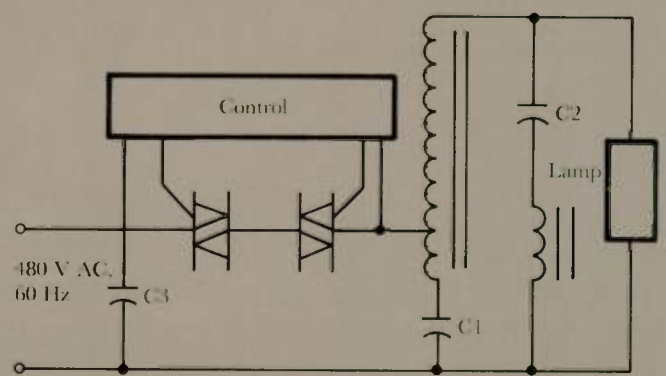 Control
C2
Lamp
480 V AC,
60 Hz
C3
C1